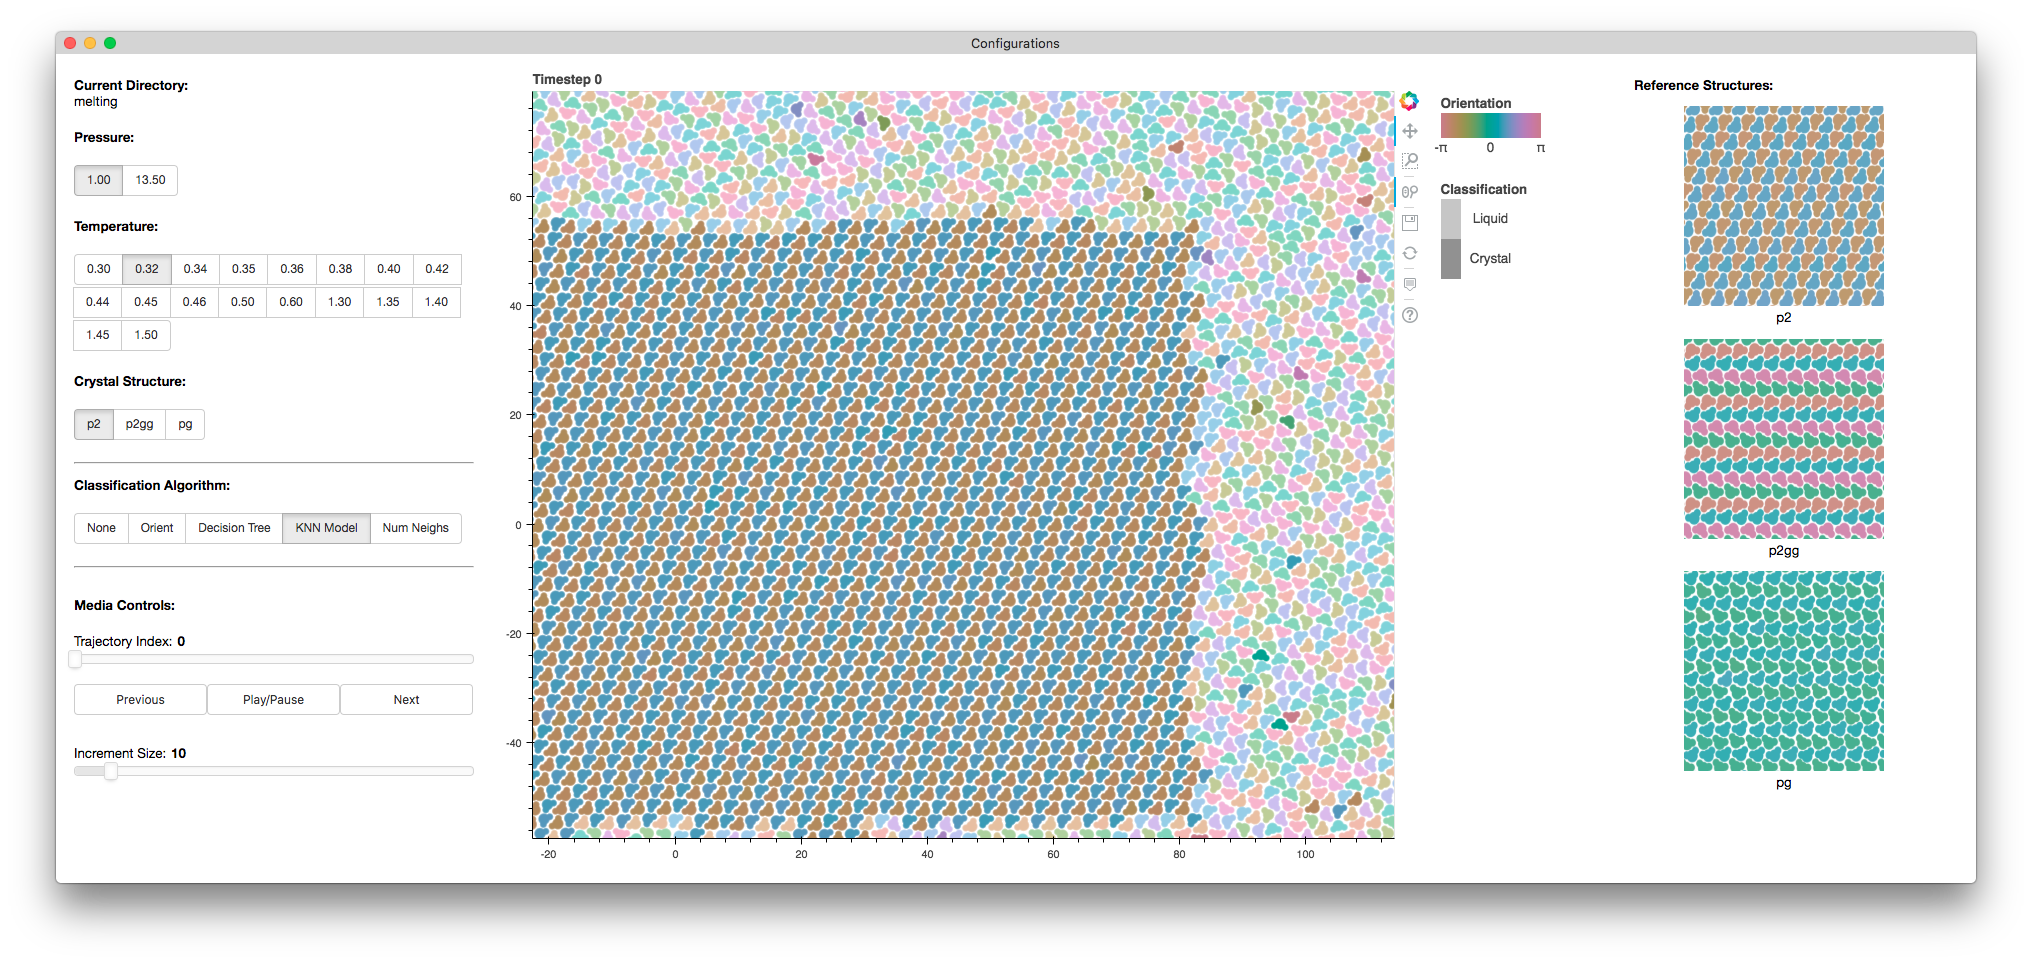 Configurations
Current Directory:
melting
Pressure:
1.00 13.50
Temperature:
0.30 0.32 0.34 0.35 0.36 0.38 0.40 0.42
0.44 0.45 0.46 0.50 0.60 1.30 1.35 1.40
1.45 1.50
Crystal Structure:
p2 p2gg pg
Classification Algorithm:
None Orient Decision Tree KNN Model Num Neighs
Media Controls:
Trajectory Index: 0
Previous Play/Pause Next
Increment Size: 10
Timestep 0
60
40
20
0
-20
-40
-20 0 20 40 60 80 100
Orientation
-π 0 π
Classification
Liquid
Crystal
Reference Structures:
p2
p2gg
pg